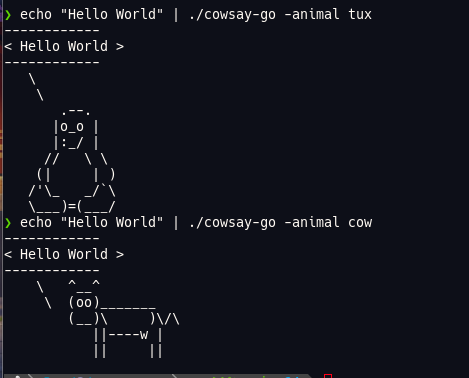 ❯ echo "Hello World" | ./cowsay-go -animal tux
------------
< Hello World >
------------
   \
    \
       .--.
      |o_o |
      |:_/ |
     //   \ \
    (|     | )
   /'\_   _/`\
   \___)=(___/
❯ echo "Hello World" | ./cowsay-go -animal cow
------------
< Hello World >
------------
    \   ^__^
     \  (oo)_______
        (__)\     )\/\
           ||----w |
           ||     ||